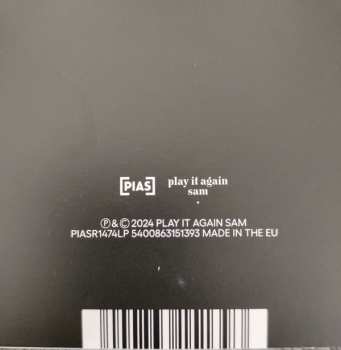 [PIAS] play it again
sam
℗ & © 2024 PLAY IT AGAIN SAM
PIASR1474LP 5400863151393 MADE IN THE EU